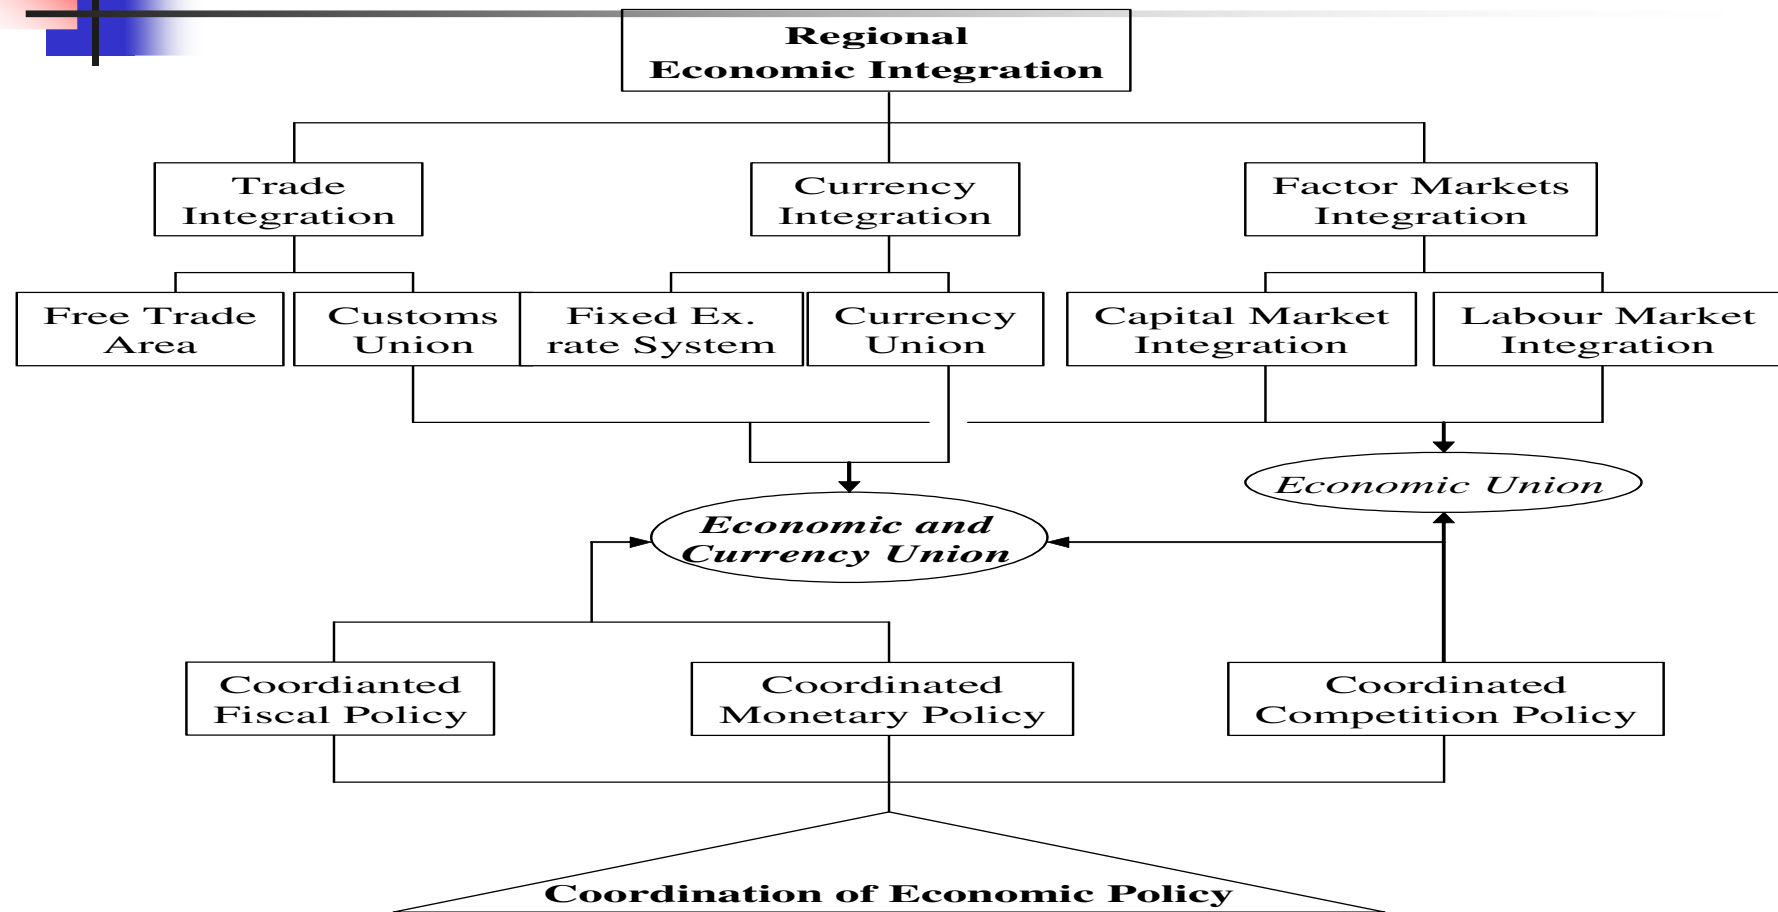 Regional
Economic Integration
Trade
Integration
Currency
Integration
Factor Markets
Integration
Free Trade
Area
Customs
Union
Fixed Ex.
rate System
Currency
Union
Capital Market
Integration
Labour Market
Integration
Economic Union
Economic and
Currency Union
Coordianted
Fiscal Policy
Coordinated
Monetary Policy
Coordinated
Competition Policy
Coordination of Economic Policy